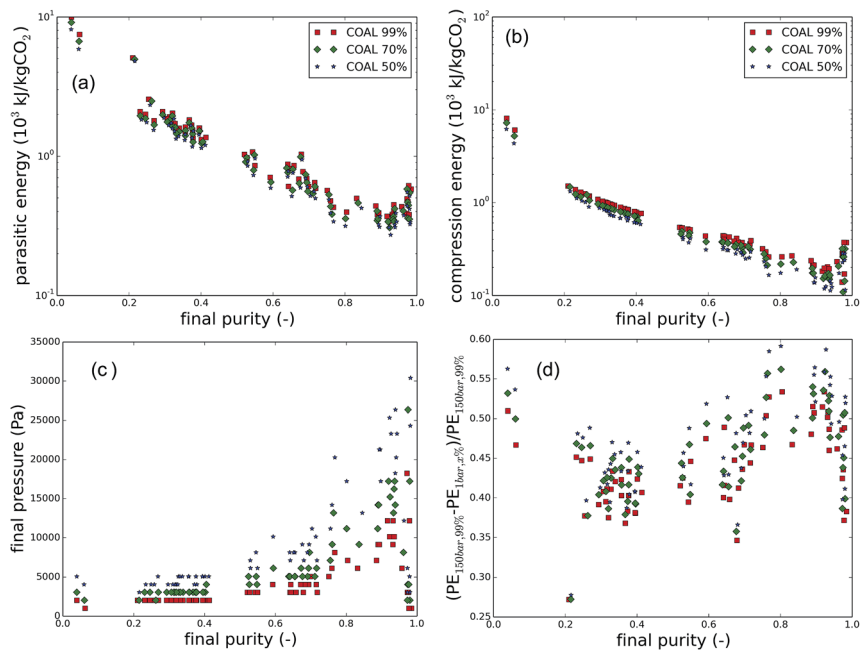 (a)
COAL 99%
COAL 70%
COAL 50%
parasitic energy (10³ kJ/kgCO₂)
10¹
10⁰
10⁻¹
0.0 0.2 0.4 0.6 0.8 1.0
final purity (-)
(b)
COAL 99%
COAL 70%
COAL 50%
compression energy (10³ kJ/kgCO₂)
10²
10¹
10⁰
10⁻¹
0.0 0.2 0.4 0.6 0.8 1.0
final purity (-)
(c)
final pressure (Pa)
35000
30000
25000
20000
15000
10000
5000
0
0.0 0.2 0.4 0.6 0.8 1.0
final purity (-)
(d)
(PE150bar,99%-PE1bar,x%)/PE150bar,99%
0.60
0.55
0.50
0.45
0.40
0.35
0.30
0.25
0.0 0.2 0.4 0.6 0.8 1.0
final purity (-)